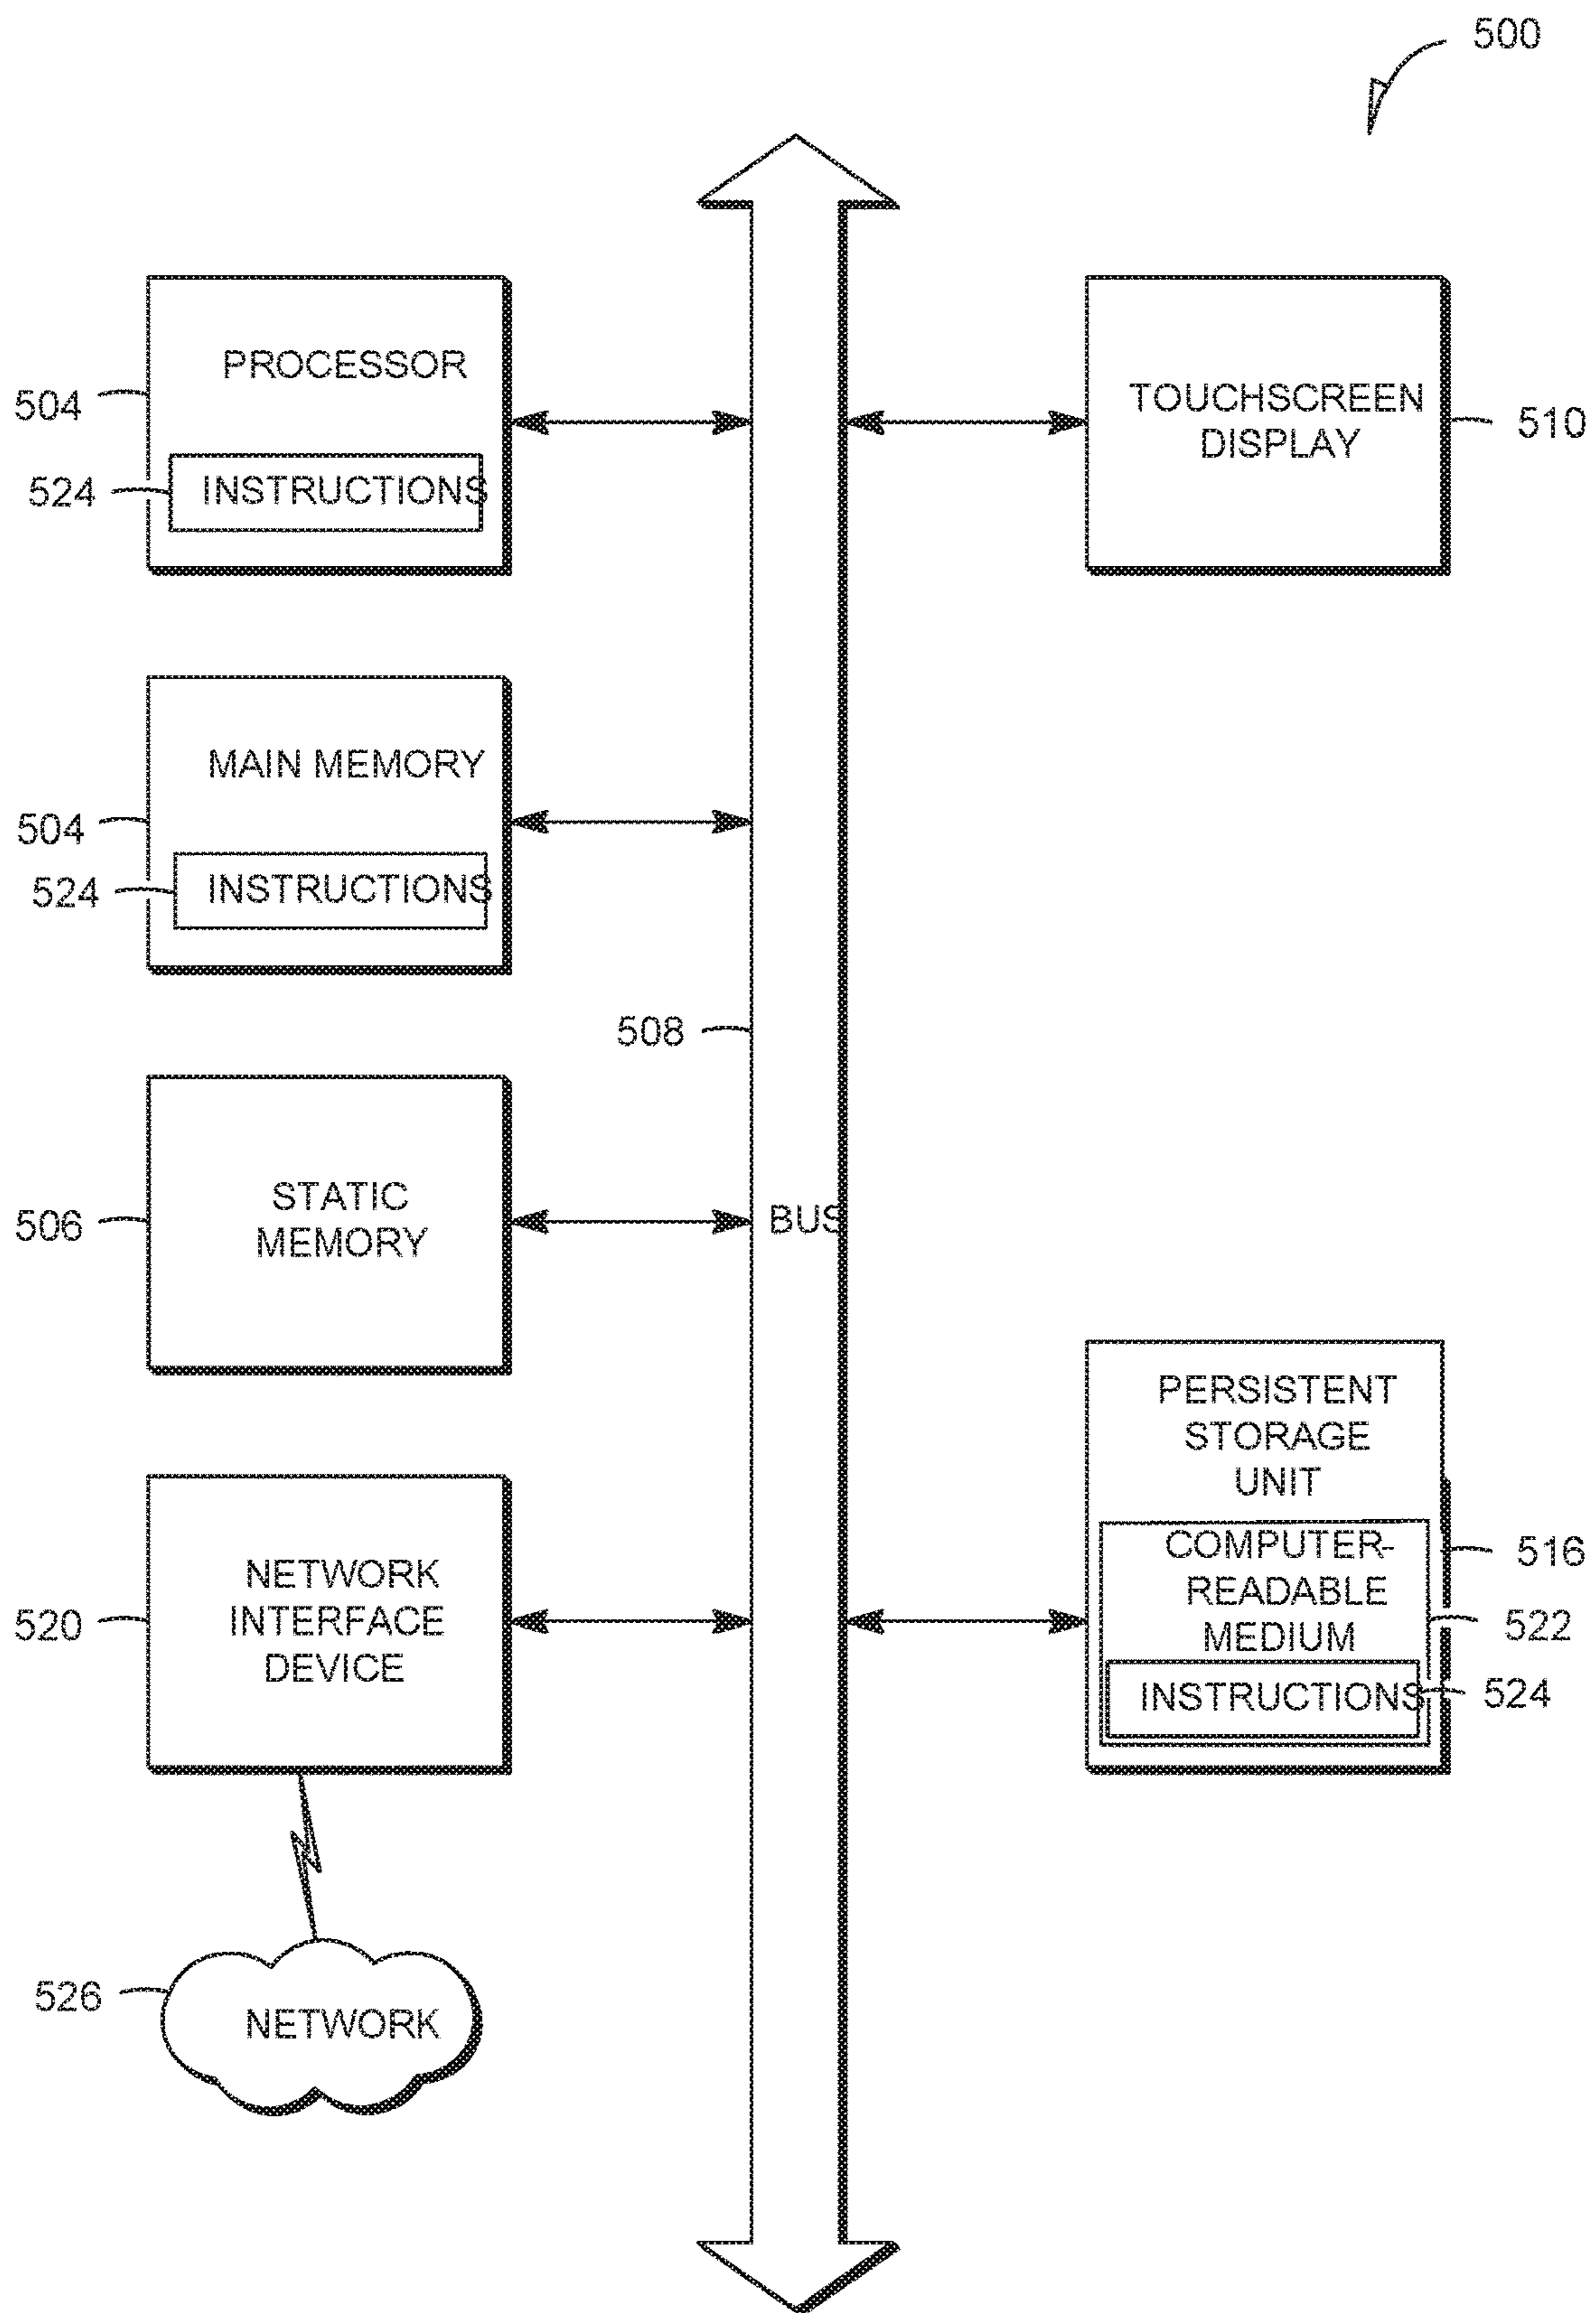 500
PROCESSOR
504
524
INSTRUCTIONS
TOUCHSCREEN
DISPLAY
510
MAIN MEMORY
504
524
INSTRUCTIONS
508
STATIC
MEMORY
506
BUS
PERSISTENT
STORAGE
UNIT
COMPUTER-
READABLE
MEDIUM
516
522
INSTRUCTIONS
524
NETWORK
INTERFACE
DEVICE
520
526
NETWORK